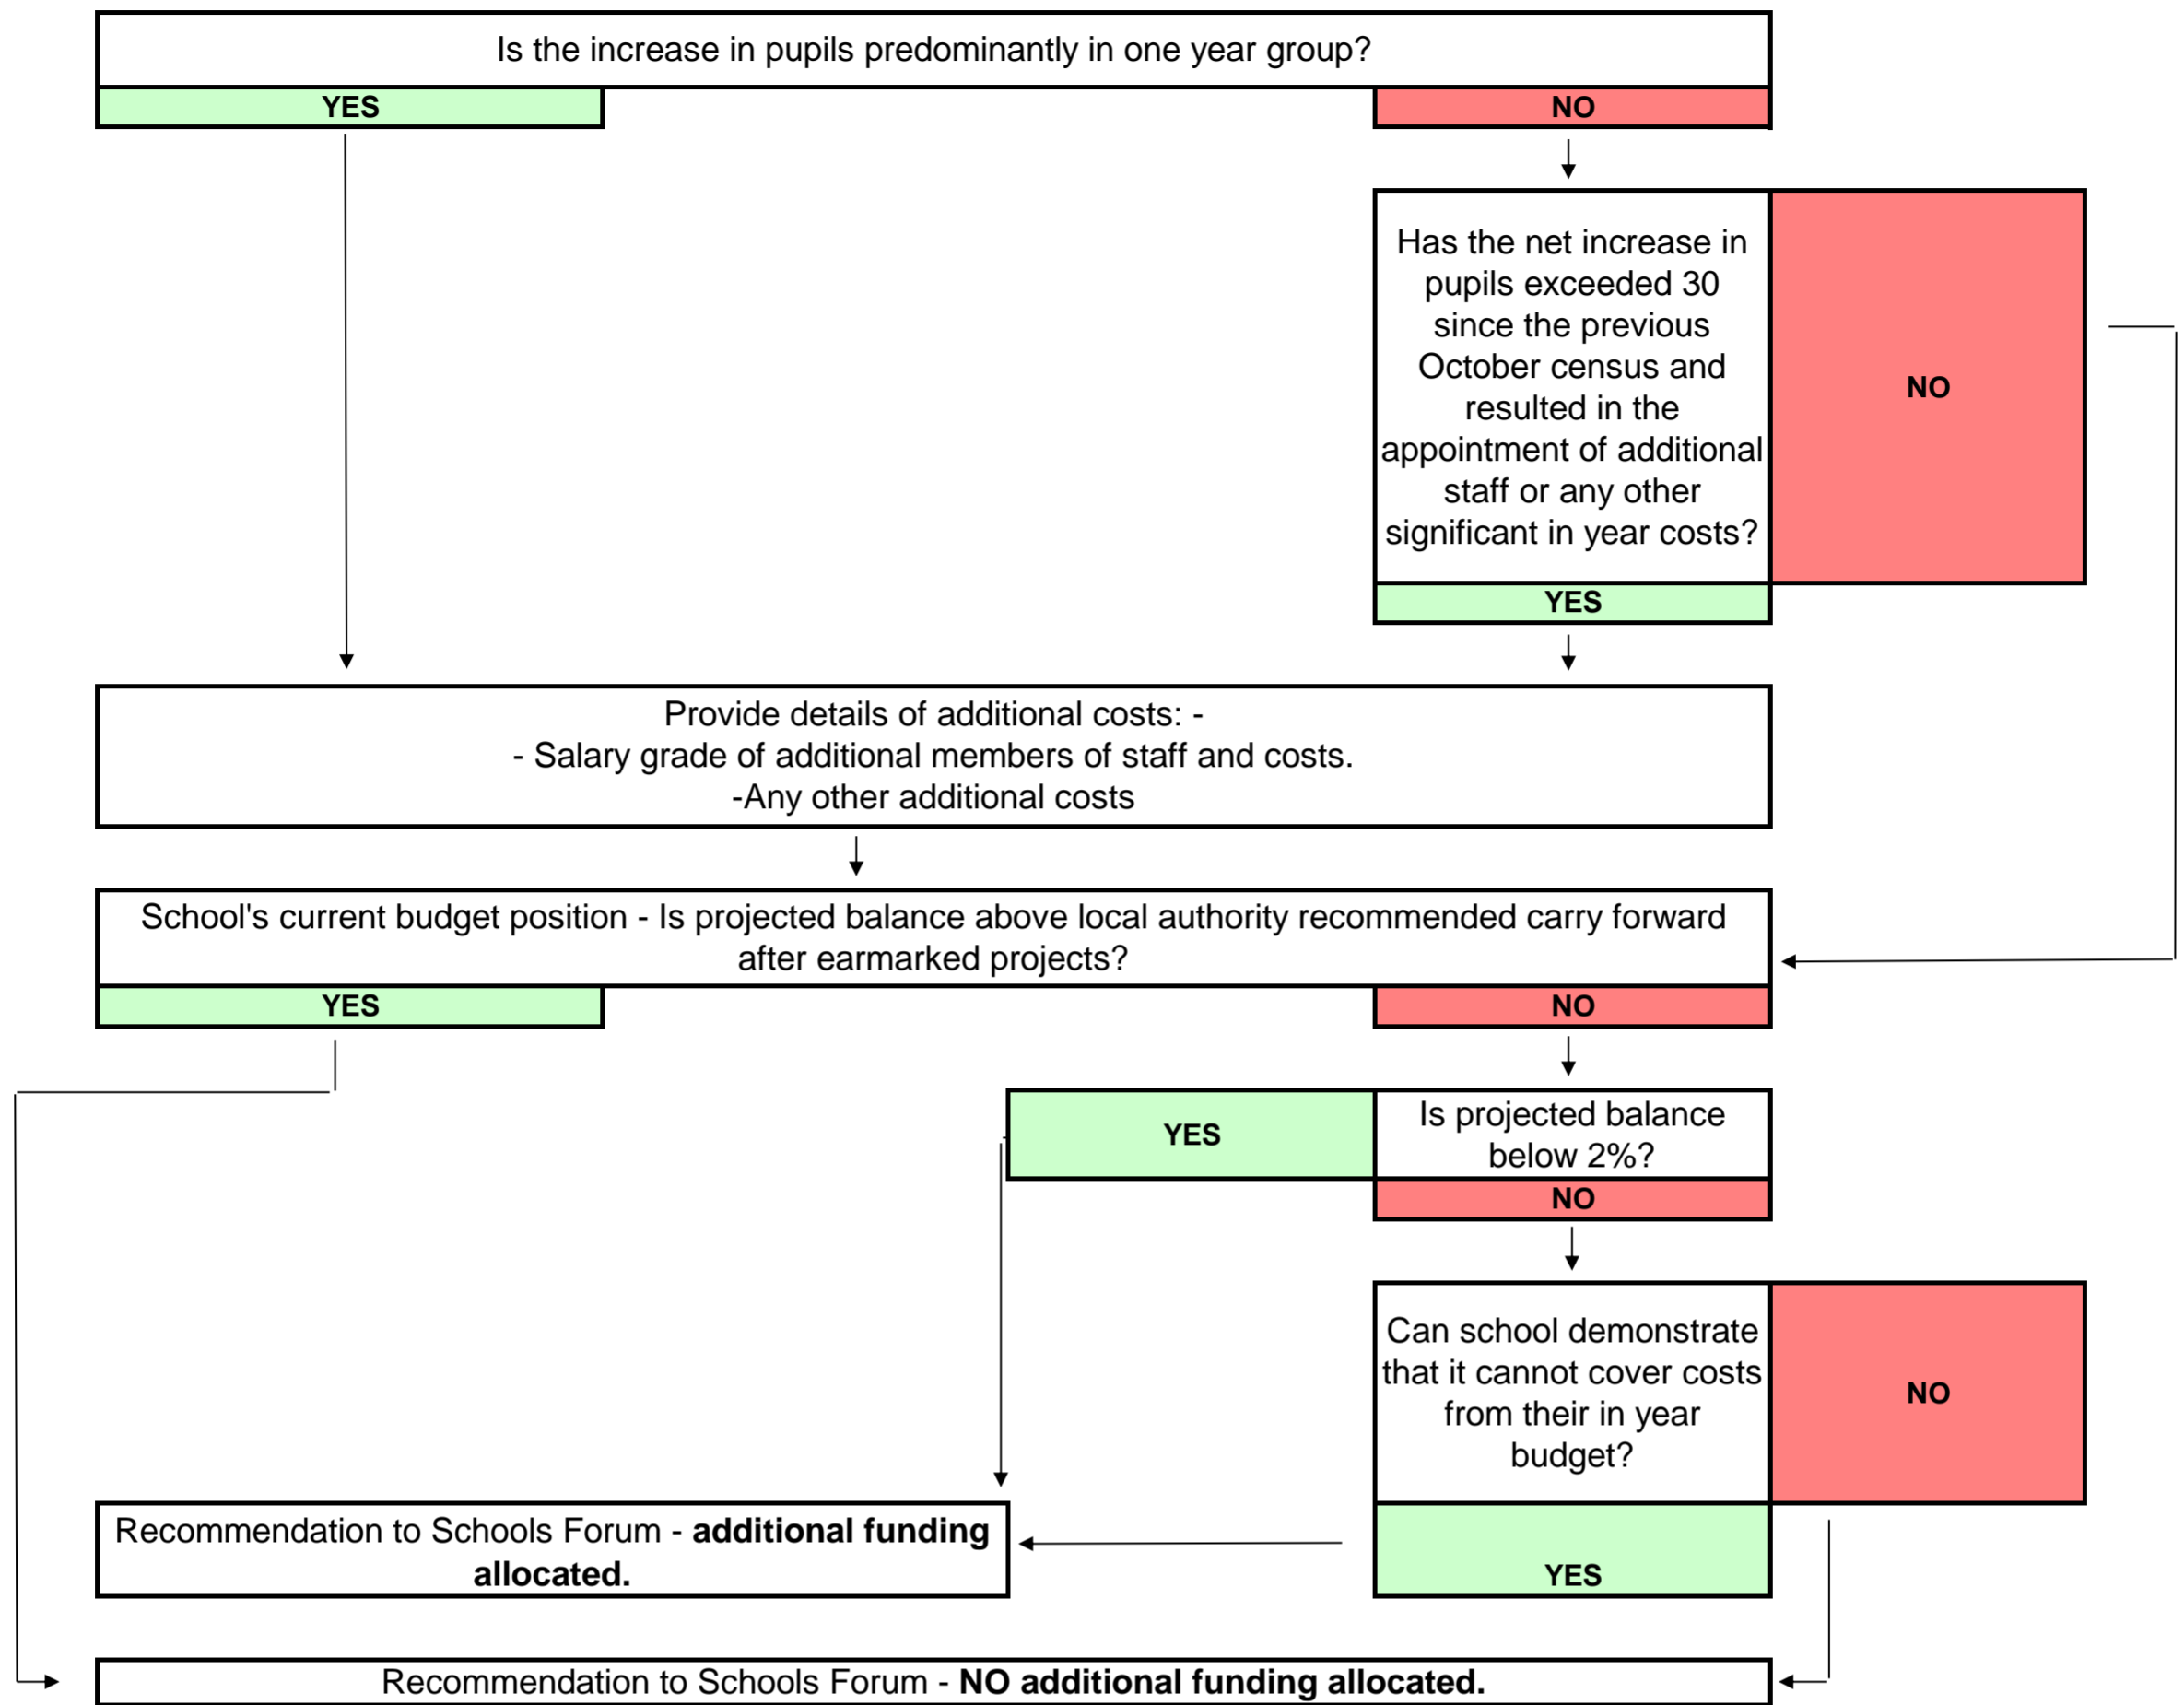 Is the increase in pupils predominantly in one year group?
YES
NO
Has the net increase in
pupils exceeded 30
since the previous
October census and
resulted in the
appointment of additional
staff or any other
significant in year costs?
NO
YES
Provide details of additional costs: -
- Salary grade of additional members of staff and costs.
-Any other additional costs
School's current budget position - Is projected balance above local authority recommended carry forward
after earmarked projects?
YES
NO
YES
Is projected balance
below 2%?
NO
Can school demonstrate
that it cannot cover costs
from their in year
budget?
NO
YES
Recommendation to Schools Forum - additional funding
allocated.
Recommendation to Schools Forum - NO additional funding allocated.